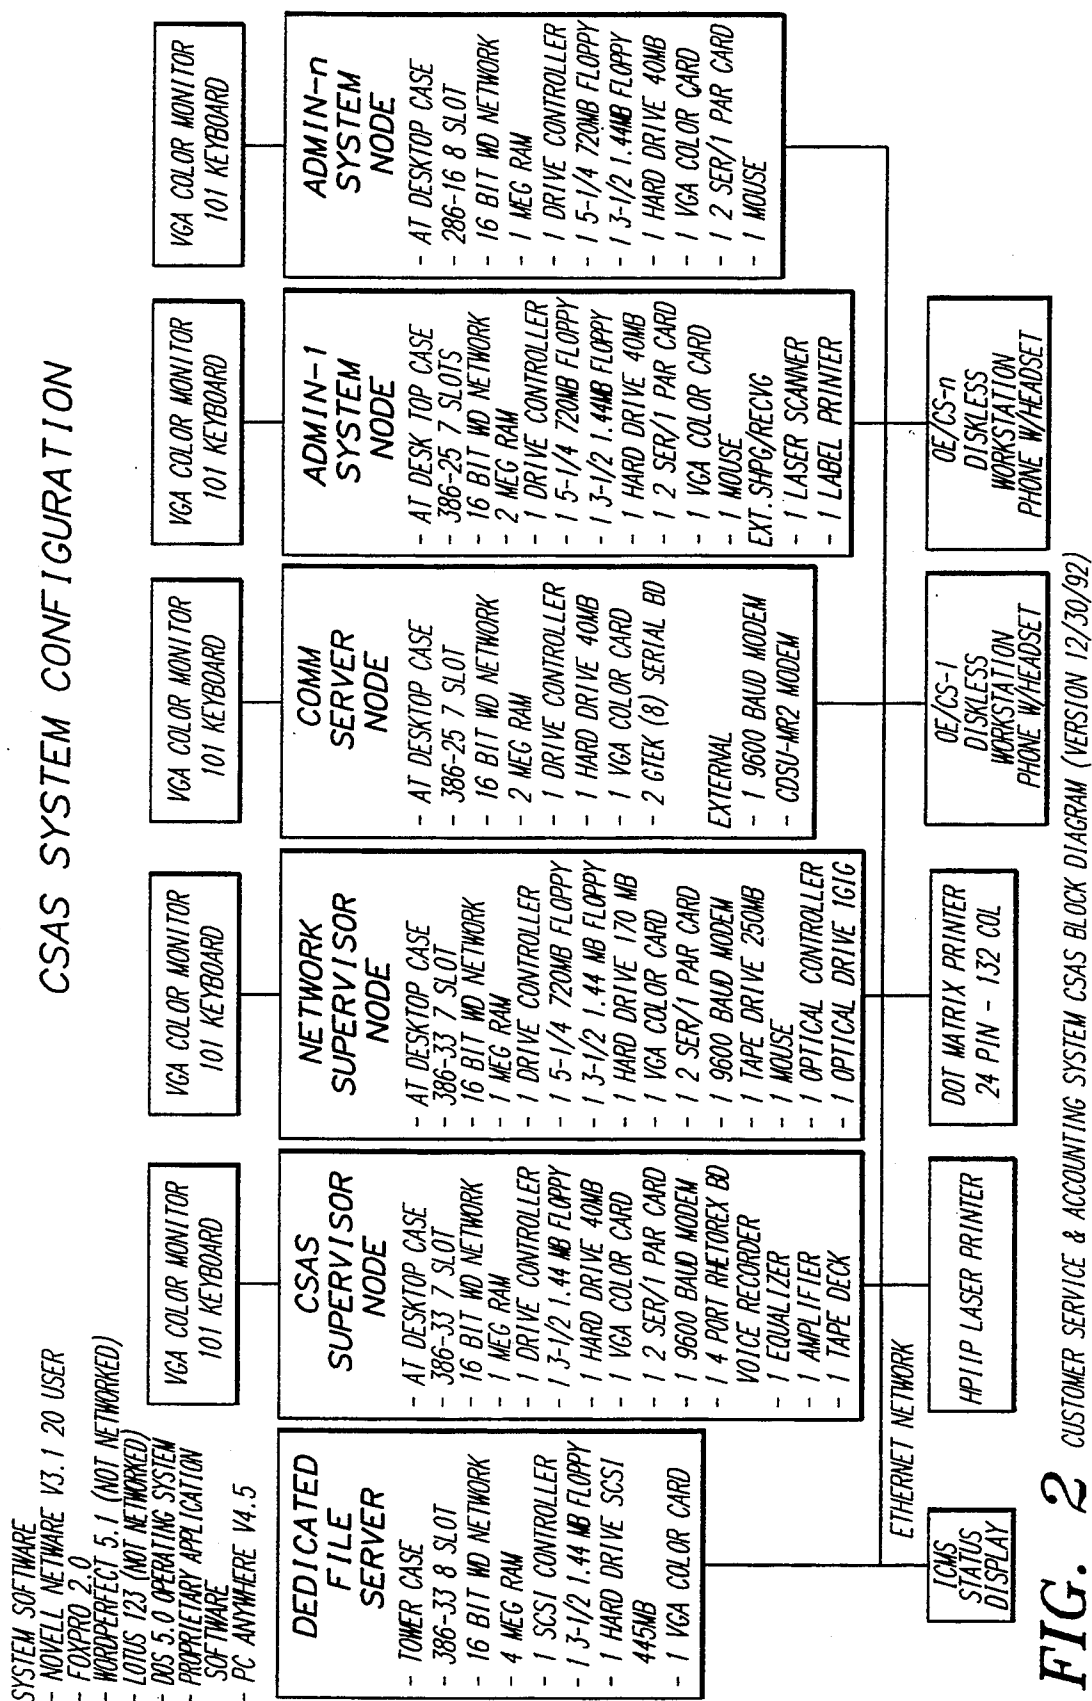 CSAS SYSTEM CONFIGURATION
SYSTEM SOFTWARE
- NOVELL NETWARE V3.1 20 USER
- FOXPRO 2.0
- WORDPERFECT 5.1 (NOT NETWORKED)
- LOTUS 123 (NOT NETWORKED)
- DOS 5.0 OPERATING SYSTEM
- PROPRIETARY APPLICATION
SOFTWARE
- PC ANYWHERE V4.5
DEDICATED
FILE
SERVER
- TOWER CASE
- 386-33 8 SLOT
- 16 BIT WD NETWORK
- 4 MEG RAM
- 1 SCSI CONTROLLER
- 1 3-1/2 1.44 MB FLOPPY
- 1 HARD DRIVE SCSI
445MB
- 1 VGA COLOR CARD
VGA COLOR MONITOR
101 KEYBOARD
CSAS
SUPERVISOR
NODE
- AT DESKTOP CASE
- 386-33 7 SLOT
- 16 BIT WD NETWORK
- 1 MEG RAM
- 1 DRIVE CONTROLLER
- 1 3-1/2 1.44 MB FLOPPY
- 1 HARD DRIVE 40MB
- 1 VGA COLOR CARD
- 1 2 SER/1 PAR CARD
- 1 9600 BAUD MODEM
- 1 4 PORT RHETOREX BD
VOICE RECORDER
- 1 EQUALIZER
- 1 AMPLIFIER
- 1 TAPE DECK
VGA COLOR MONITOR
101 KEYBOARD
NETWORK
SUPERVISOR
NODE
- AT DESKTOP CASE
- 386-33 7 SLOT
- 16 BIT WD NETWORK
- 1 MEG RAM
- 1 DRIVE CONTROLLER
- 1 5-1/4 720MB FLOPPY
- 1 3-1/2 1.44 MB FLOPPY
- 1 HARD DRIVE 170 MB
- 1 VGA COLOR CARD
- 1 2 SER/1 PAR CARD
- 1 9600 BAUD MODEM
- 1 TAPE DRIVE 250MB
- 1 MOUSE
- 1 OPTICAL CONTROLLER
- 1 OPTICAL DRIVE 1GIG
VGA COLOR MONITOR
101 KEYBOARD
COMM
SERVER
NODE
- AT DESKTOP CASE
- 386-25 7 SLOT
- 16 BIT WD NETWORK
- 2 MEG RAM
- 1 DRIVE CONTROLLER
- 1 HARD DRIVE 40MB
- 1 VGA COLOR CARD
- 2 GTEK (8) SERIAL BD
EXTERNAL
- 1 9600 BAUD MODEM
- CDSU-MR2 MODEM
VGA COLOR MONITOR
101 KEYBOARD
ADMIN-1
SYSTEM
NODE
- AT DESK TOP CASE
- 386-25 7 SLOTS
- 16 BIT WD NETWORK
- 2 MEG RAM
- 1 DRIVE CONTROLLER
- 1 5-1/4 720MB FLOPPY
- 1 3-1/2 1.44MB FLOPPY
- 1 HARD DRIVE 40MB
- 1 2 SER/1 PAR CARD
- 1 VGA COLOR CARD
- 1 MOUSE
EXT.SHPG/RECVG
- 1 LASER SCANNER
- 1 LABEL PRINTER
VGA COLOR MONITOR
101 KEYBOARD
ADMIN-n
SYSTEM
NODE
- AT DESKTOP CASE
- 286-16 8 SLOT
- 16 BIT WD NETWORK
- 1 MEG RAM
- 1 DRIVE CONTROLLER
- 1 5-1/4 720MB FLOPPY
- 1 3-1/2 1.44MB FLOPPY
- 1 HARD DRIVE 40MB
- 1 VGA COLOR CARD
- 1 2 SER/1 PAR CARD
- 1 MOUSE
ETHERNET NETWORK
ICMS
STATUS
DISPLAY
HPIIP LASER PRINTER
DOT MATRIX PRINTER
24 PIN - 132 COL
OE/CS-1
DISKLESS
WORKSTATION
PHONE W/HEADSET
OE/CS-n
DISKLESS
WORKSTATION
PHONE W/HEADSET
FIG. 2 CUSTOMER SERVICE & ACCOUNTING SYSTEM CSAS BLOCK DIAGRAM (VERSION 12/30/92)